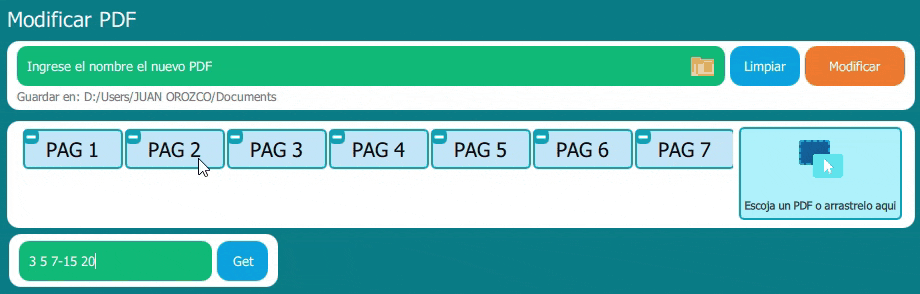 Modificar PDF
Ingrese el nombre el nuevo PDF
Limpiar
Modificar
Guardar en: D:/Users/JUAN OROZCO/Documents
PAG 1
PAG 2
PAG 3
PAG 4
PAG 5
PAG 6
PAG 7
Escoja un PDF o arrastrelo aqui
3 5 7-15 20
Get